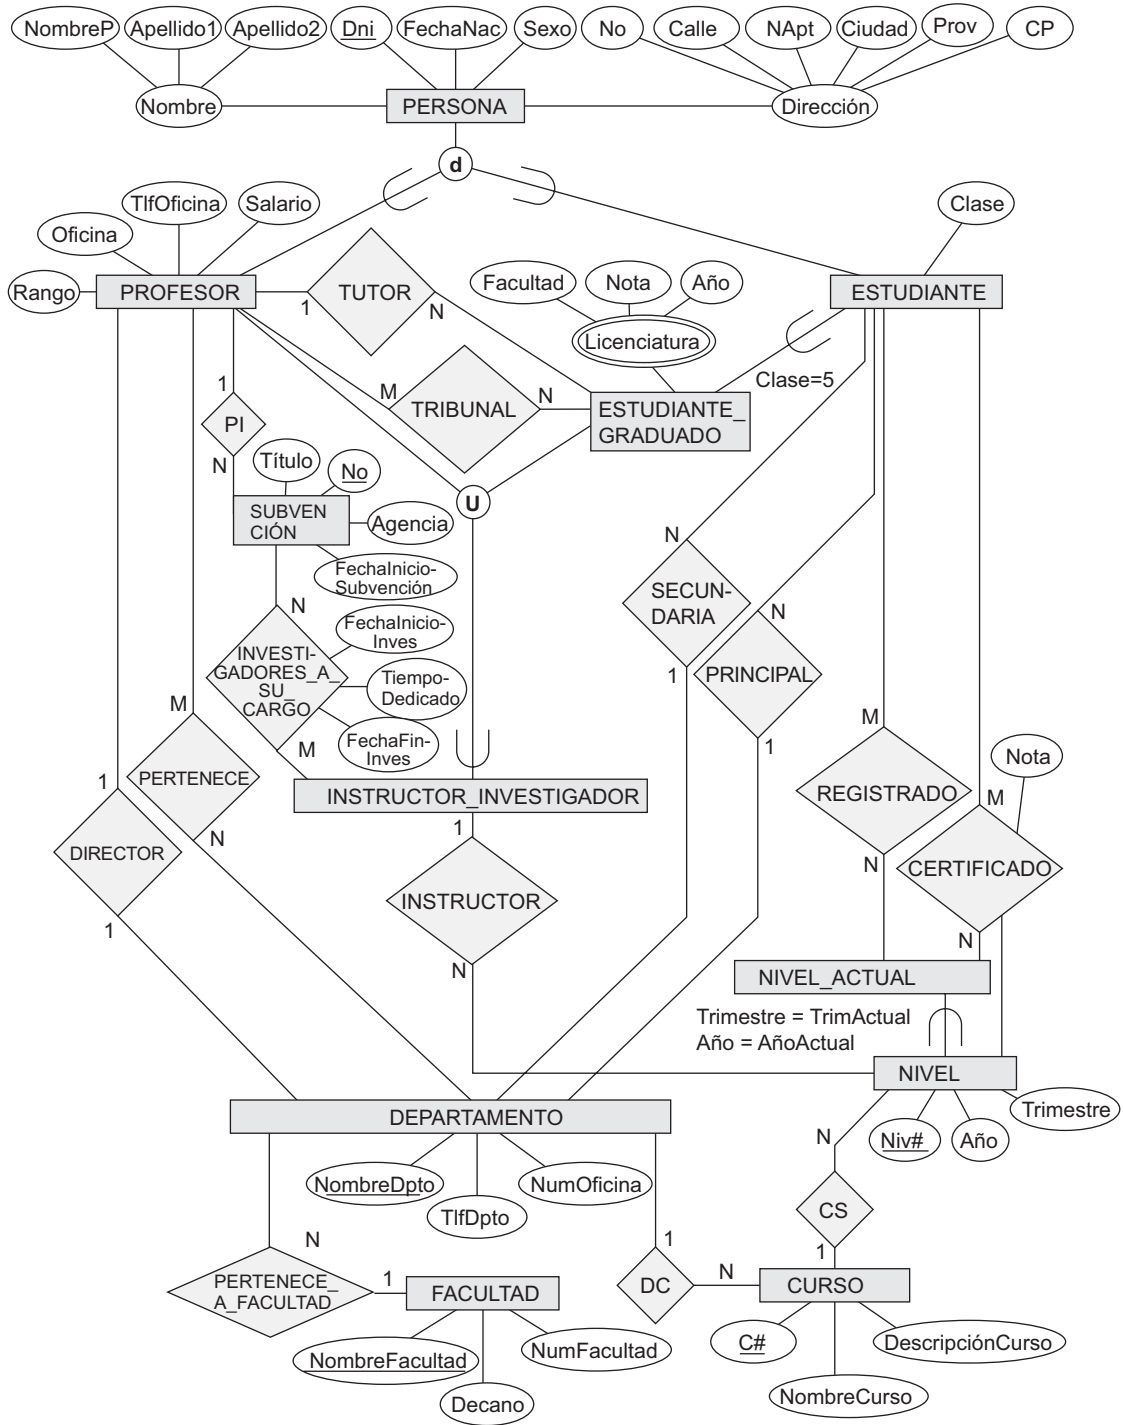 NombreP
Apellido1
Apellido2
Dni
FechaNac
Sexo
No
Calle
NApt
Ciudad
Prov
CP
Nombre
PERSONA
Dirección
d
TlfOficina
Salario
Clase
Oficina
Rango
PROFESOR
1
TUTOR
N
Facultad
Nota
Año
Licenciatura
ESTUDIANTE
Clase=5
1
M
TRIBUNAL
N
ESTUDIANTE_
GRADUADO
PI
N
Título
No
U
SUBVEN
CIÓN
Agencia
FechaInicio-
Subvención
N
SECUN-
DARIA
1
N
PRINCIPAL
1
N
FechaInicio-
Inves
INVESTI-
GADORES_A_
SU_
CARGO
Tiempo-
Dedicado
FechaFin-
Inves
M
M
PERTENECE
N
1
DIRECTOR
1
INSTRUCTOR_INVESTIGADOR
1
INSTRUCTOR
N
M
REGISTRADO
N
Nota
M
CERTIFICADO
N
NIVEL_ACTUAL
Trimestre = TrimActual
Año = AñoActual
NIVEL
Trimestre
Niv#
Año
N
CS
1
DEPARTAMENTO
NombreDpto
TlfDpto
NumOficina
N
PERTENECE_
A_FACULTAD
1
FACULTAD
1
DC
N
CURSO
NombreFacultad
Decano
NumFacultad
C#
NombreCurso
DescripciónCurso